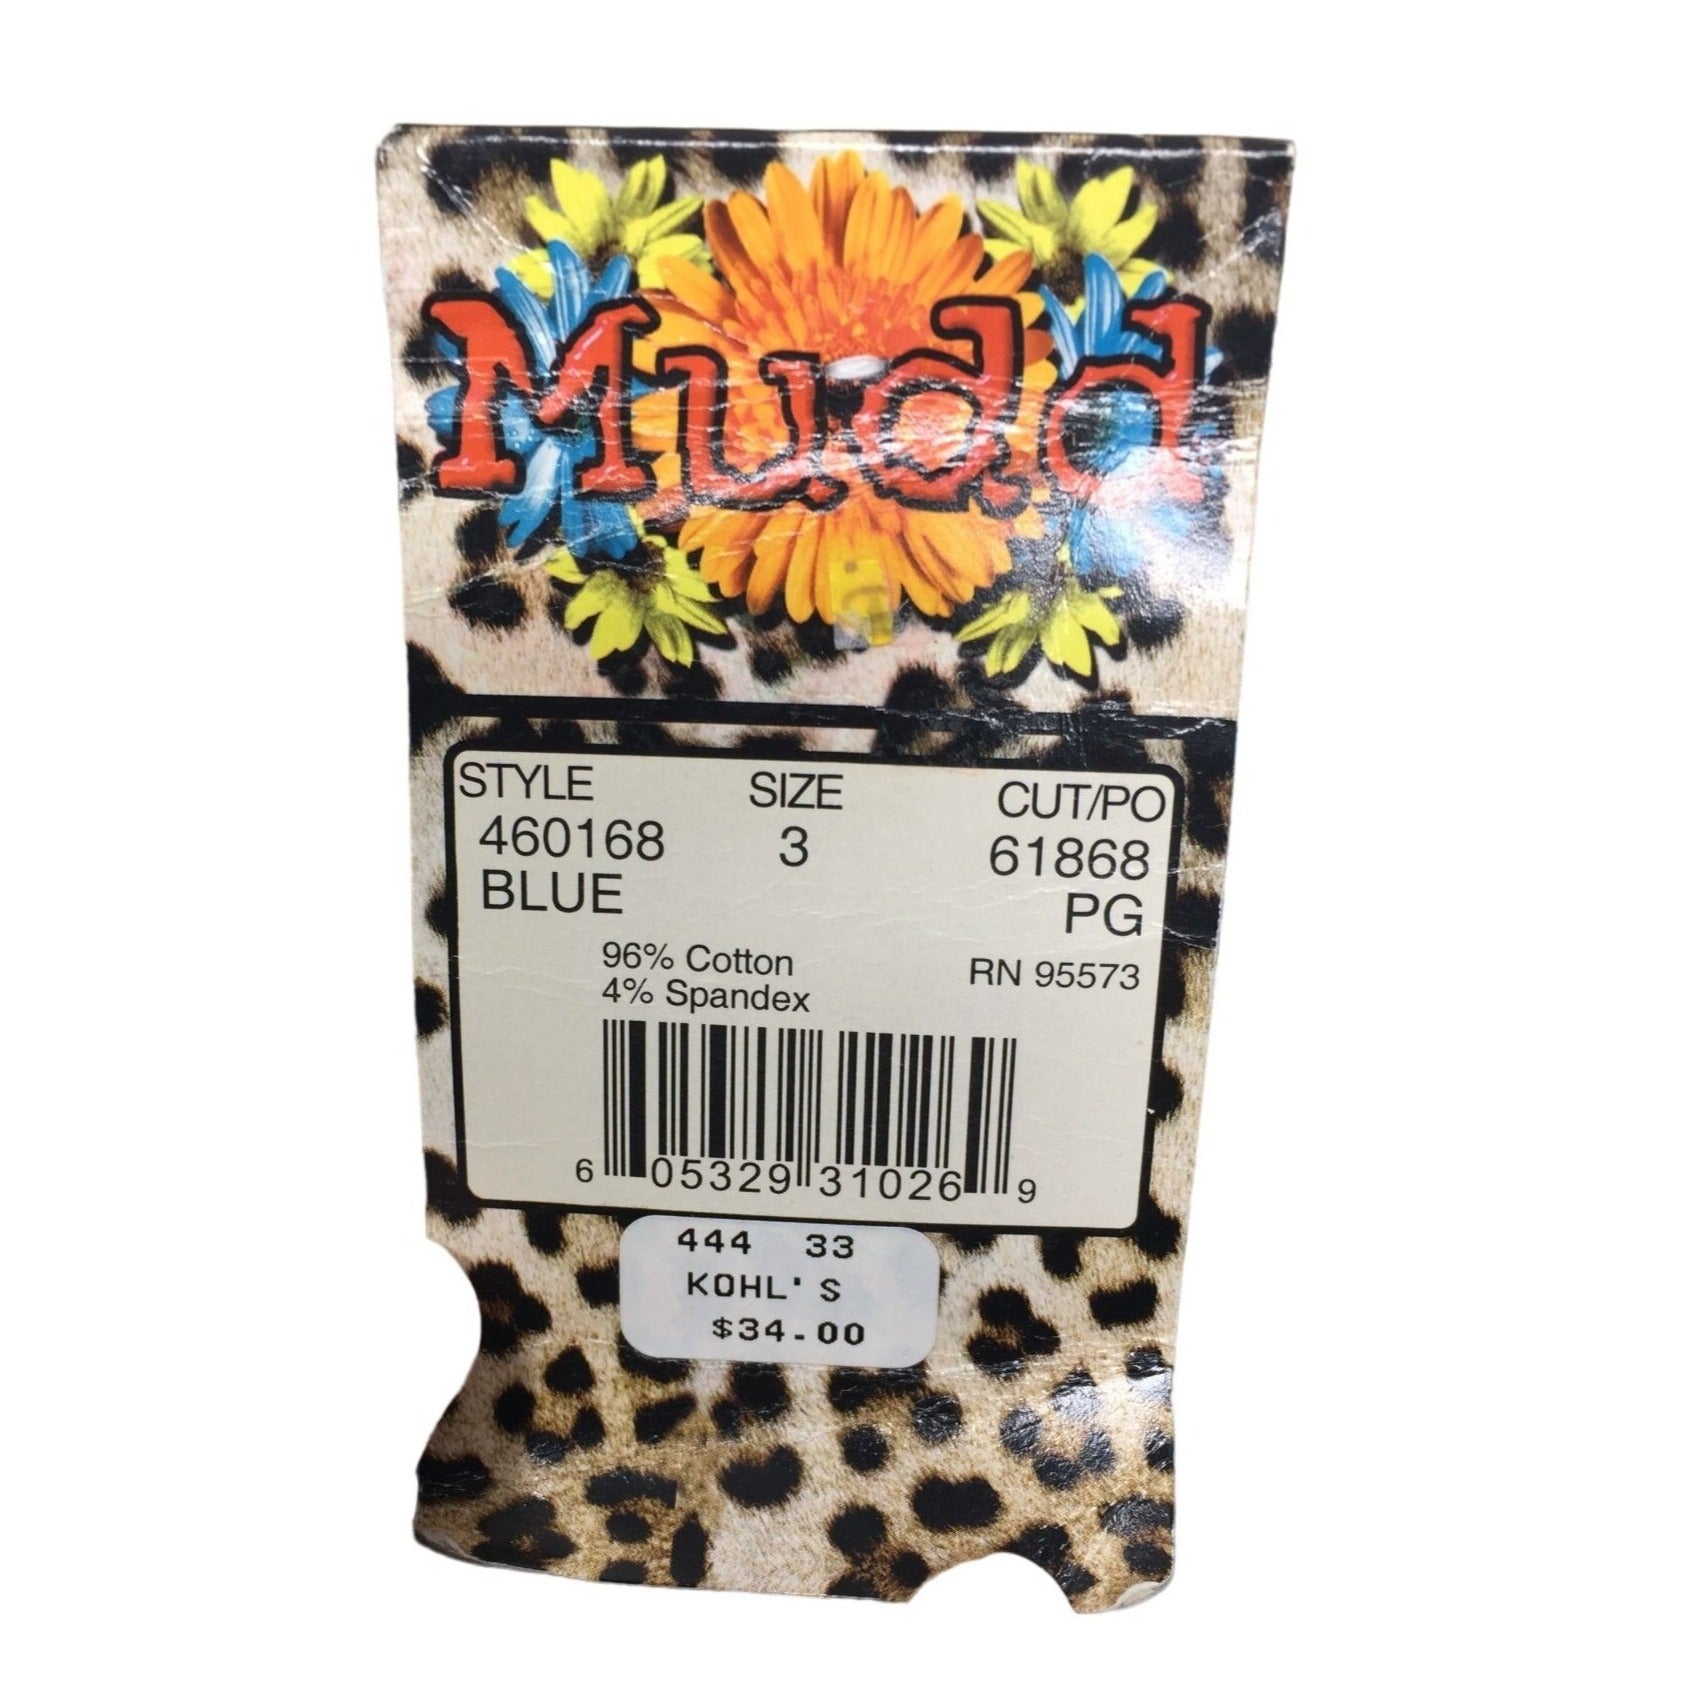 Mudd
STYLE SIZE CUT/PO
460168 3 61868
BLUE PG
96% Cotton RN 95573
4% Spandex
6 05329 31026 9
444 33
KOHL'S
$34.00